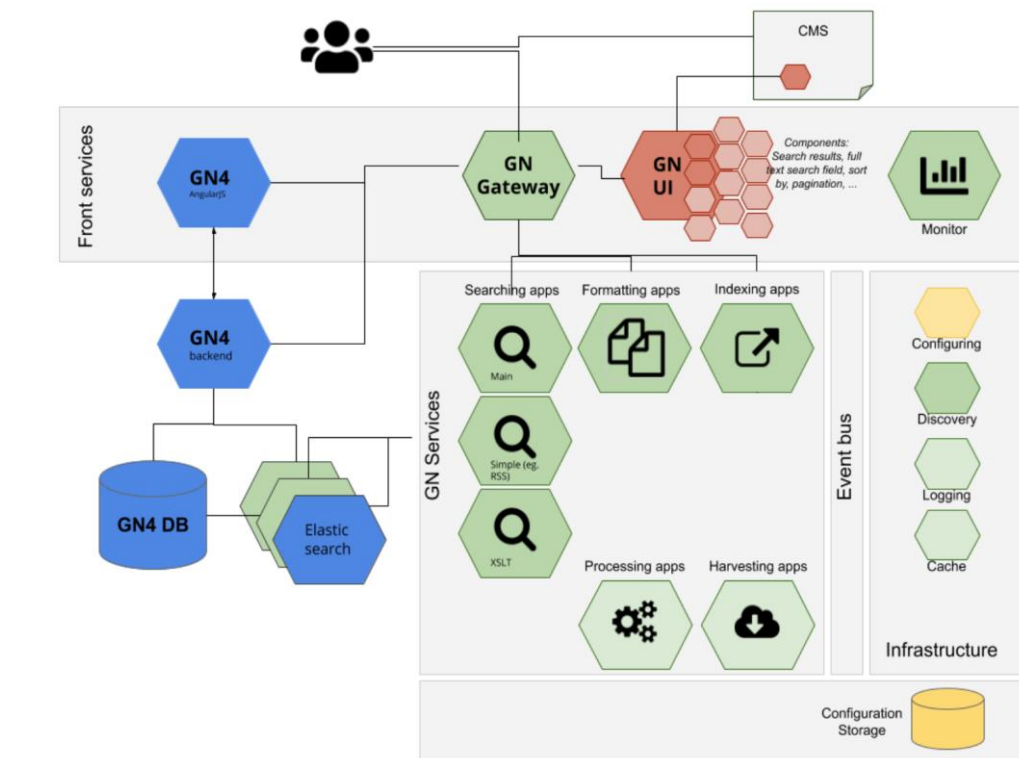 CMS
Front services
GN4
AngularJS
GN
Gateway
GN
UI
Components:
Search results, full
text search field, sort
by, pagination, ...
Monitor
GN4
backend
GN4 DB
Elastic
search
GN Services
Searching apps
Formatting apps
Indexing apps
Main
Simple (eg.
RSS)
XSLT
Processing apps
Harvesting apps
Event bus
Configuring
Discovery
Logging
Cache
Infrastructure
Configuration
Storage